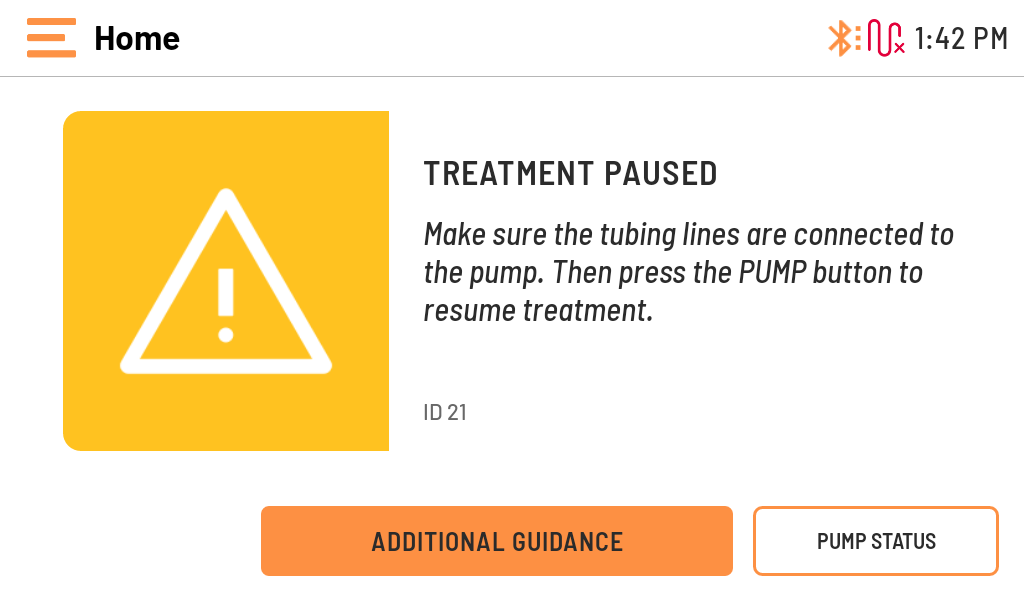 Home
1:42 PM
TREATMENT PAUSED
Make sure the tubing lines are connected to
the pump. Then press the PUMP button to
resume treatment.
ID 21
ADDITIONAL GUIDANCE
PUMP STATUS